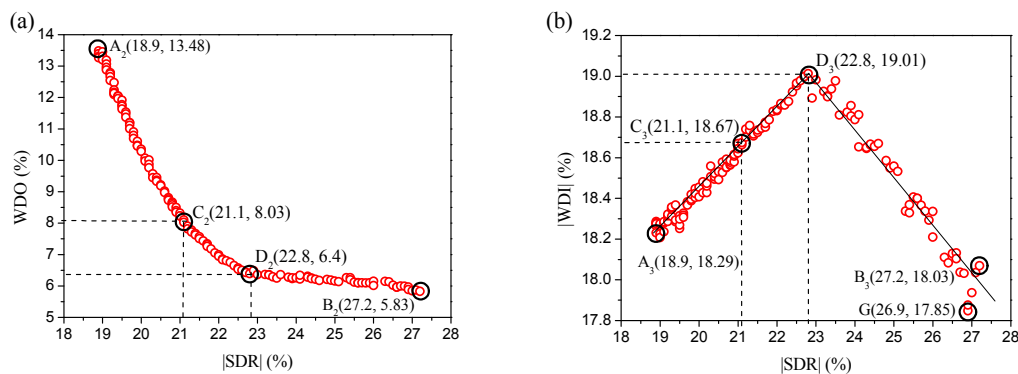 (a)
WDO (%)
14
13
12
11
10
9
8
7
6
5
A₂(18.9, 13.48)
C₂(21.1, 8.03)
D₂(22.8, 6.4)
B₂(27.2, 5.83)
18 19 20 21 22 23 24 25 26 27 28
|SDR| (%)
(b)
|WDI| (%)
19.2
19.0
18.8
18.6
18.4
18.2
18.0
17.8
D₃(22.8, 19.01)
C₃(21.1, 18.67)
A₃(18.9, 18.29)
B₃(27.2, 18.03)
G(26.9, 17.85)
18 19 20 21 22 23 24 25 26 27 28
|SDR| (%)